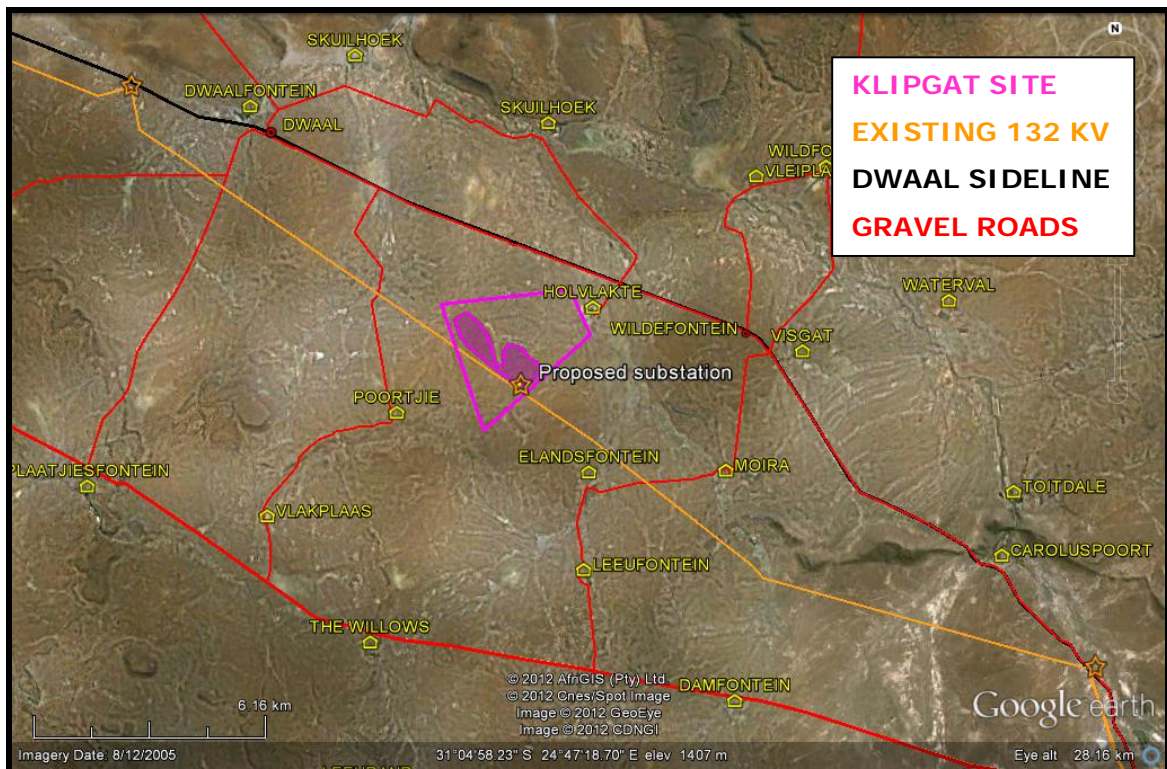 N
SKUILHOEK
KLIPGAT SITE
EXISTING 132 KV
DWAAL SIDELINE
GRAVEL ROADS
DWAALFONTEIN
SKUILHOEK
DWAAL
WILDFO
VLEIPLA
WATERVAL
HOLVLAKTE
WILDEFONTEIN
VISGAT
Proposed substation
POORTJIE
ELANDSFONTEIN
MOIRA
PLAATJIESFONTEIN
TOITDALE
VLAKPLAAS
CAROLUSPOORT
LEEUFONTEIN
THE WILLOWS
© 2012 AfriGIS (Pty) Ltd.
© 2012 Cnes/Spot Image
Image © 2012 GeoEye
Image © 2012 CDNGI
DAMFONTEIN
Google earth
6.16 km
Imagery Date: 8/12/2005
31°04'58.23" S 24°47'18.70" E elev 1407 m
Eye alt 28.16 km